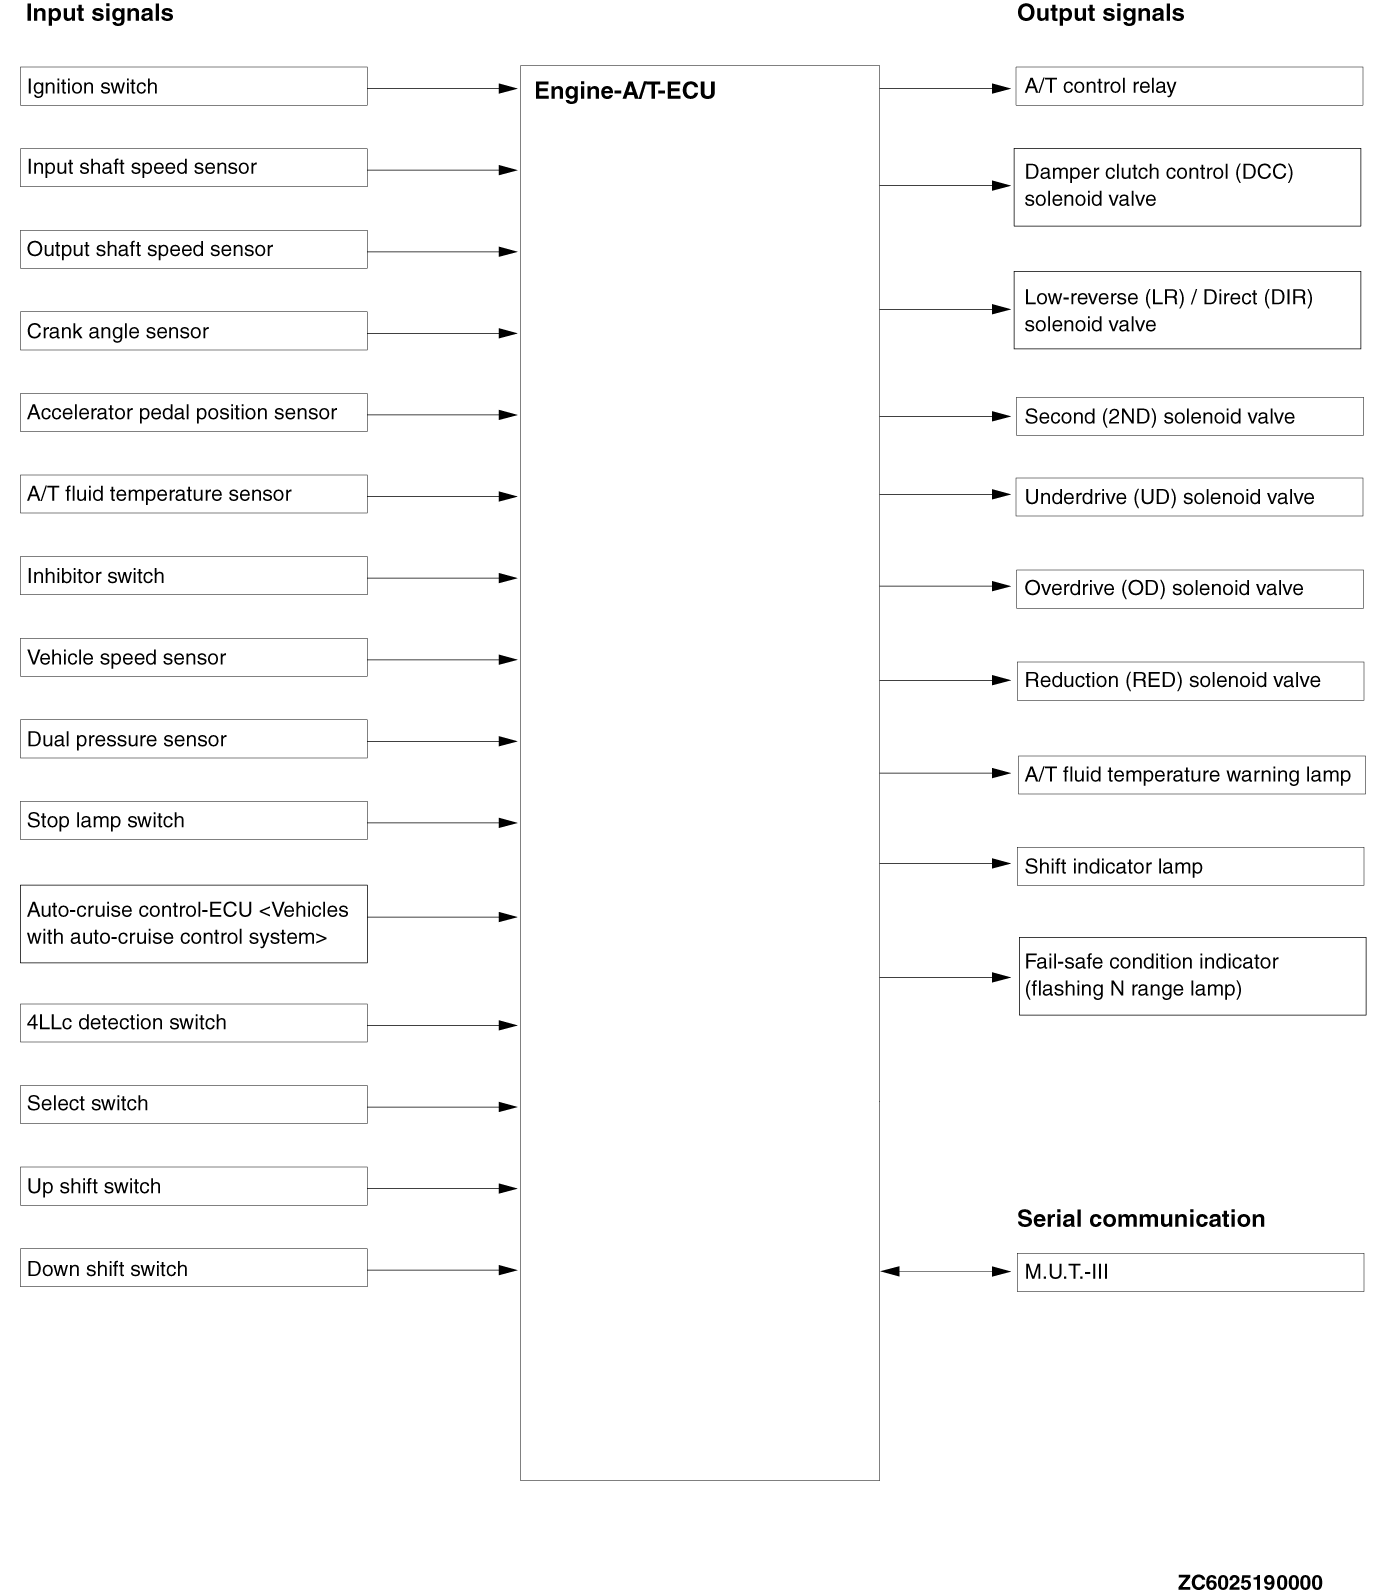 Input signals
Ignition switch
Input shaft speed sensor
Output shaft speed sensor
Crank angle sensor
Accelerator pedal position sensor
A/T fluid temperature sensor
Inhibitor switch
Vehicle speed sensor
Dual pressure sensor
Stop lamp switch
Auto-cruise control-ECU <Vehicles
with auto-cruise control system>
4LLc detection switch
Select switch
Up shift switch
Down shift switch
Engine-A/T-ECU
Output signals
A/T control relay
Damper clutch control (DCC)
solenoid valve
Low-reverse (LR) / Direct (DIR)
solenoid valve
Second (2ND) solenoid valve
Underdrive (UD) solenoid valve
Overdrive (OD) solenoid valve
Reduction (RED) solenoid valve
A/T fluid temperature warning lamp
Shift indicator lamp
Fail-safe condition indicator
(flashing N range lamp)
Serial communication
M.U.T.-III
ZC6025190000